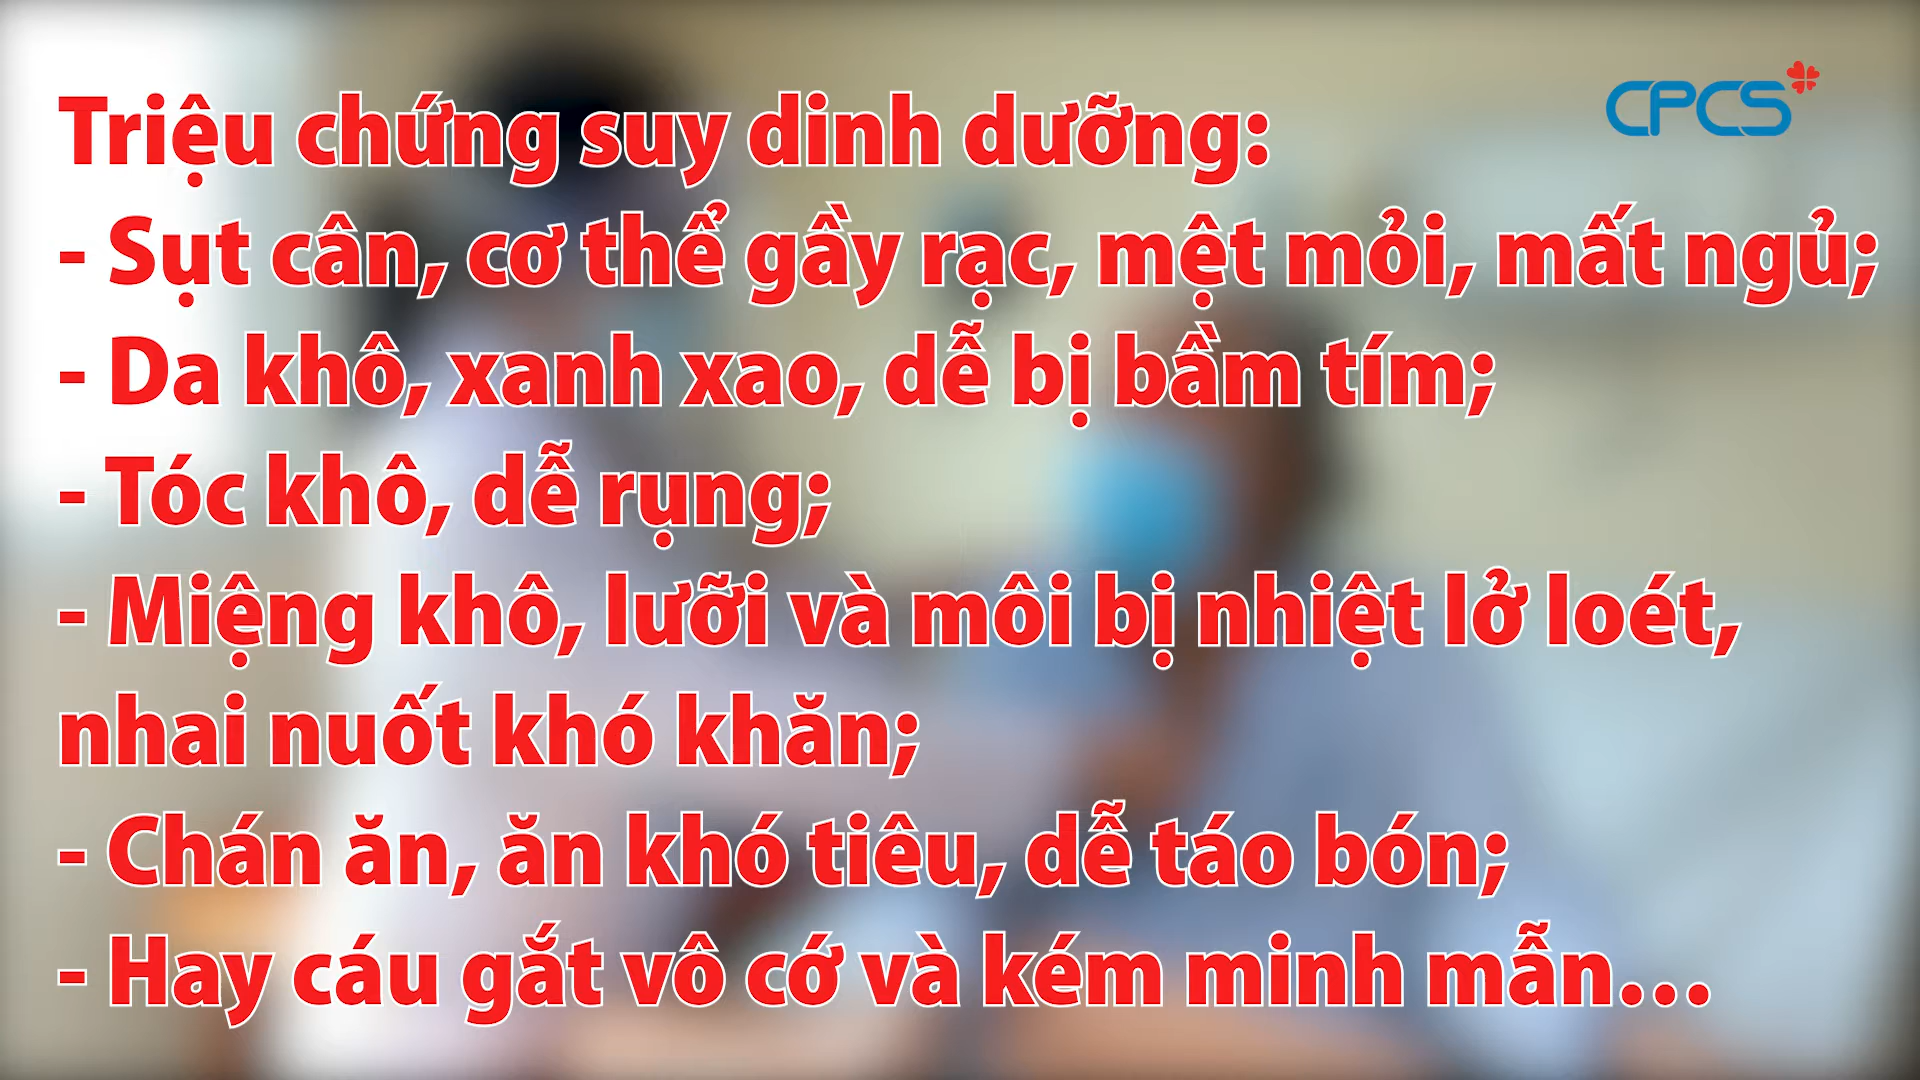 CPCS
Triệu chứng suy dinh dưỡng:
- Sụt cân, cơ thể gầy rạc, mệt mỏi, mất ngủ;
- Da khô, xanh xao, dễ bị bầm tím;
- Tóc khô, dễ rụng;
- Miệng khô, lưỡi và môi bị nhiệt lở loét,
nhai nuốt khó khăn;
- Chán ăn, ăn khó tiêu, dễ táo bón;
- Hay cáu gắt vô cớ và kém minh mẫn...